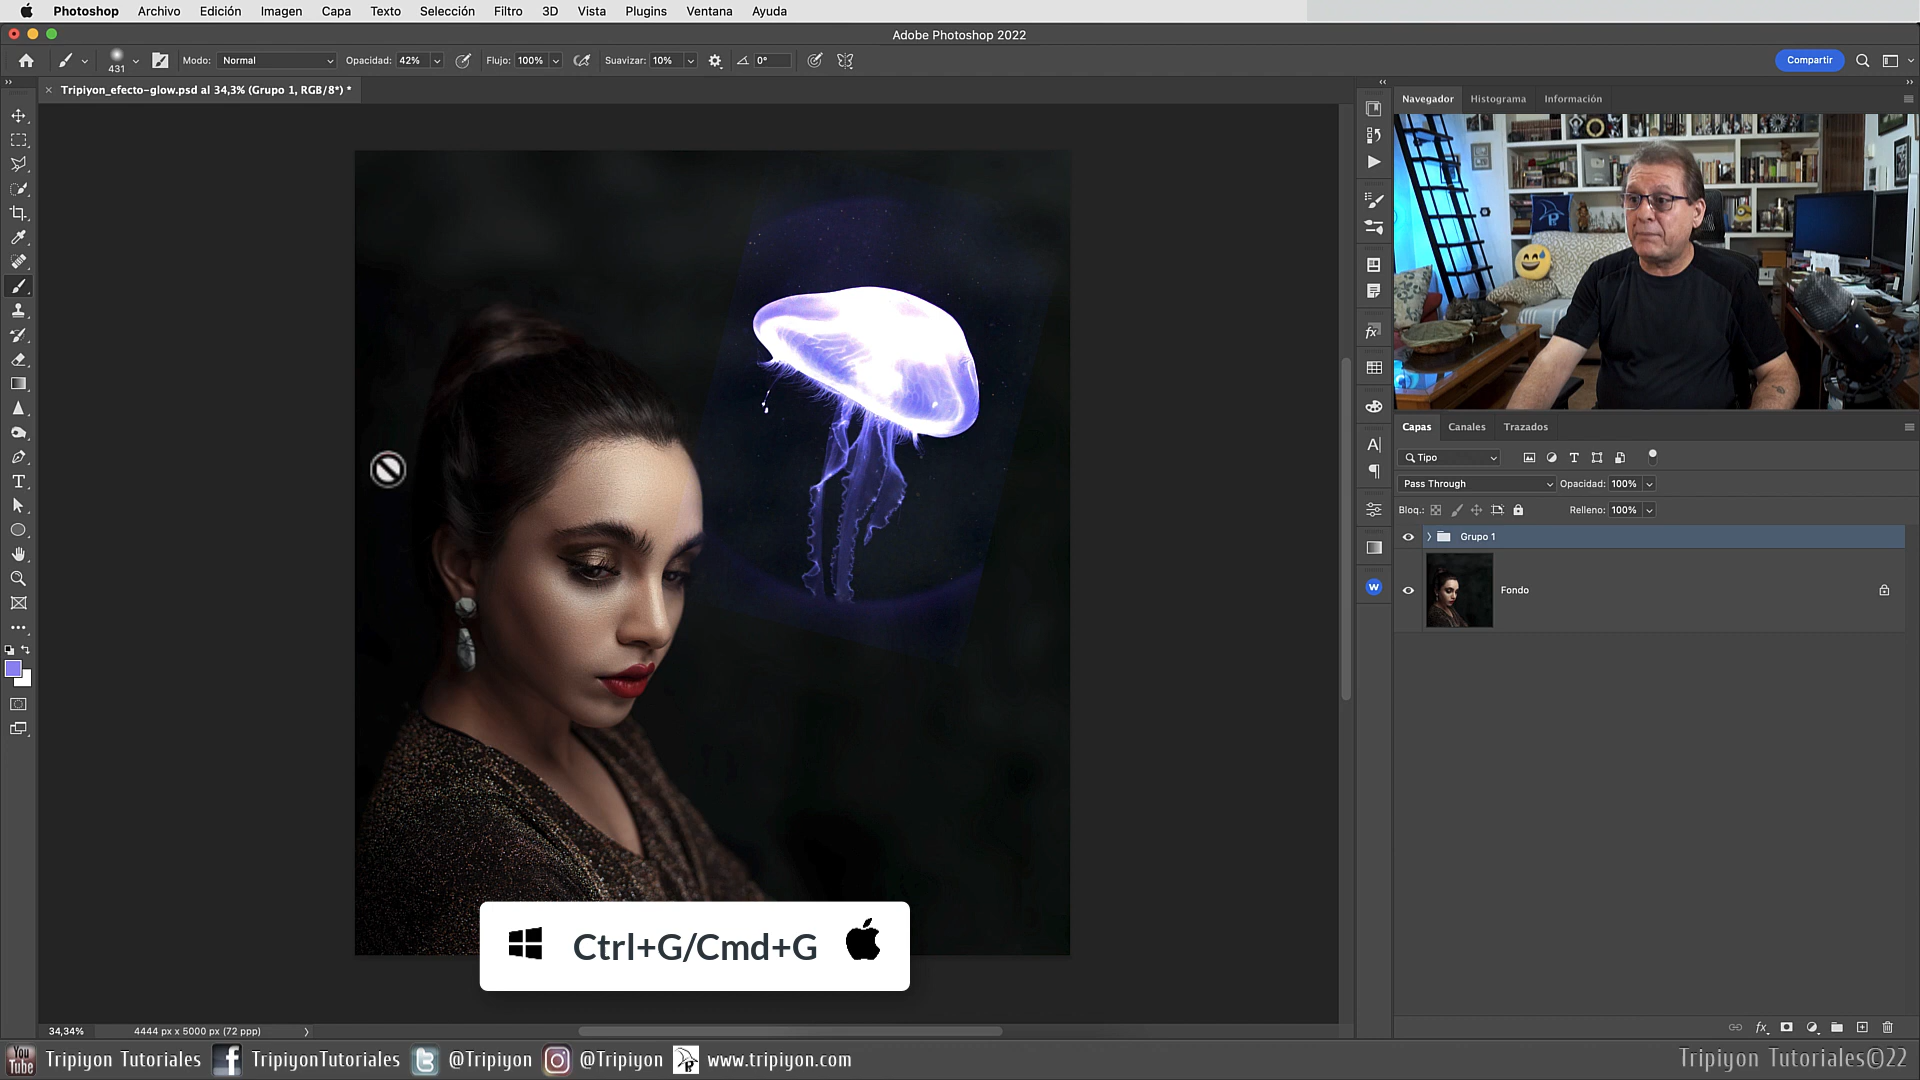 Photoshop Archivo Edición Imagen Capa Texto Selección Filtro 3D Vista Plugins Ventana Ayuda
Adobe Photoshop 2022
431 Modo: Normal Opacidad: 42% Flujo: 100% Suavizar: 10% 0° Compartir
Tripiyon_efecto-glow.psd al 34,3% (Grupo 1, RGB/8*) *
Navegador Histograma Información
Capas Canales Trazados
Tipo
Pass Through Opacidad: 100%
Bloq.: Relleno: 100%
Grupo 1
Fondo
Ctrl+G/Cmd+G
34,34% 4444 px x 5000 px (72 ppp)
You Tube Tripiyon Tutoriales TripiyonTutoriales @Tripiyon @Tripiyon www.tripiyon.com
Tripiyon Tutoriales©22